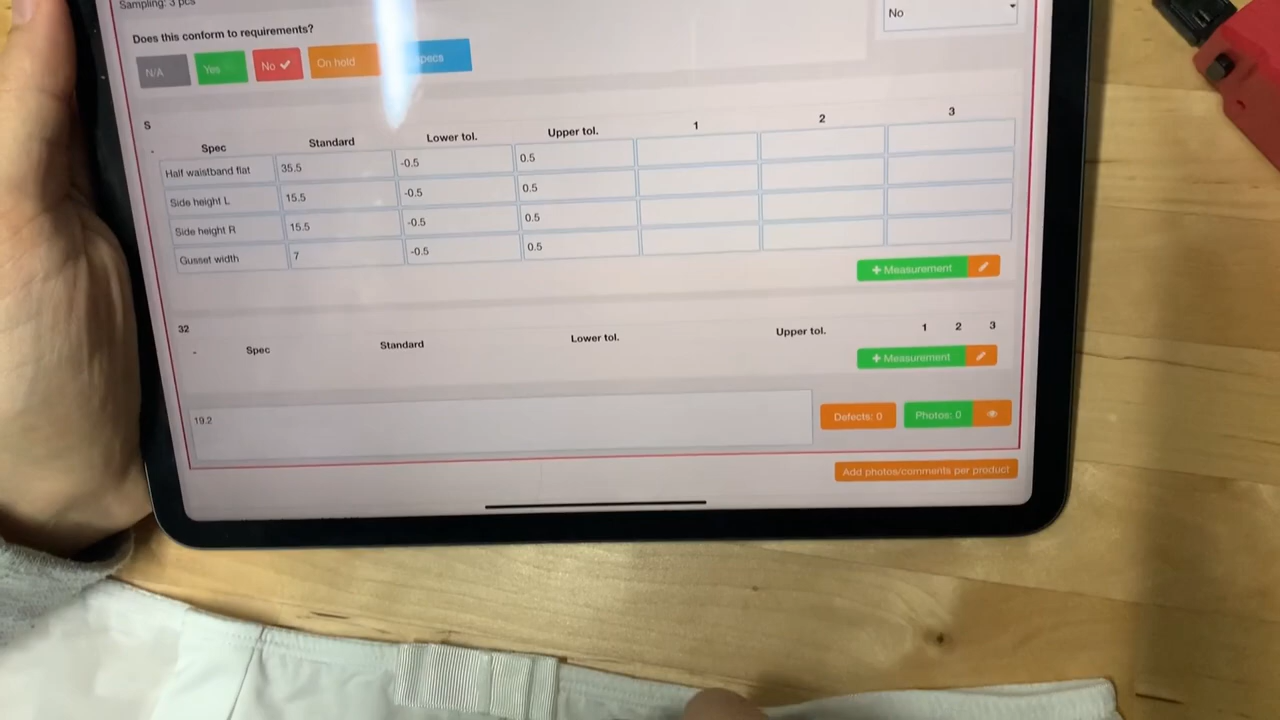 Sampling: 3 pcs
No
Does this conform to requirements?
N/A Yes No On hold
S
- Spec Standard Lower tol. Upper tol. 1 2 3
Half waistband flat 35.5 -0.5 0.5
Side height L 15.5 -0.5 0.5
Side height R 15.5 -0.5 0.5
Gusset width 7 -0.5 0.5
+ Measurement
32
- Spec Standard Lower tol. Upper tol. 1 2 3
+ Measurement
19.2
Defects: 0 Photos: 0
Add photos/comments per product